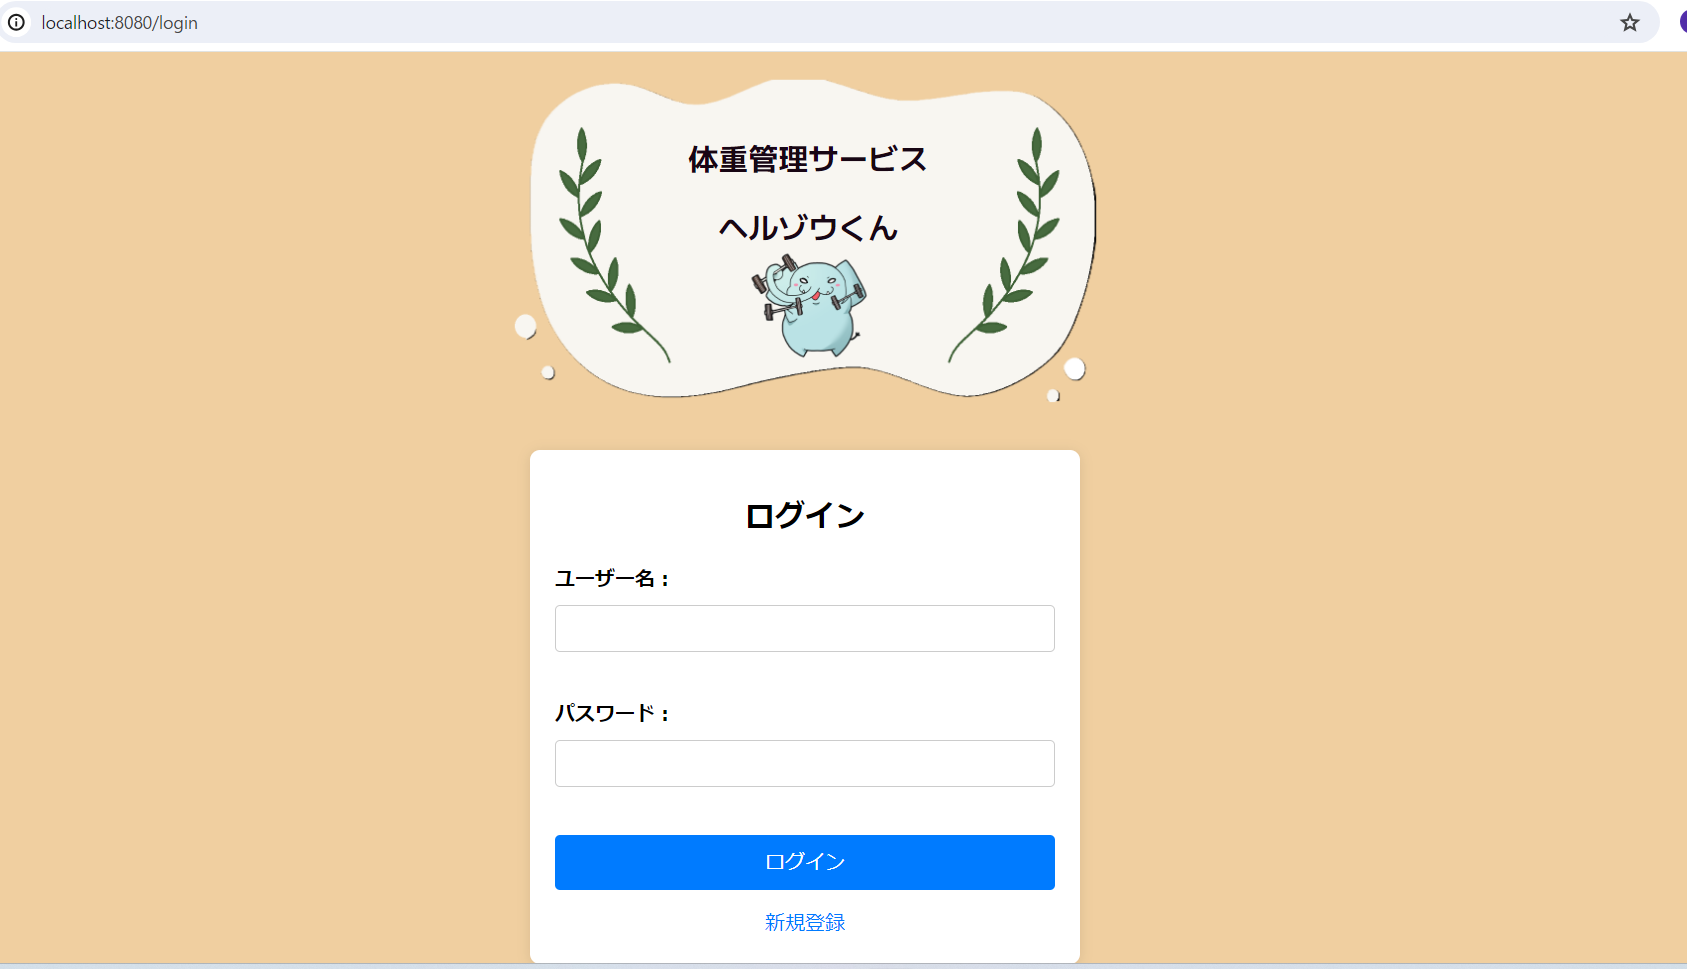 localhost:8080/login
体重管理サービス
ヘルゾウくん
ログイン
ユーザー名：
パスワード：
ログイン
新規登録